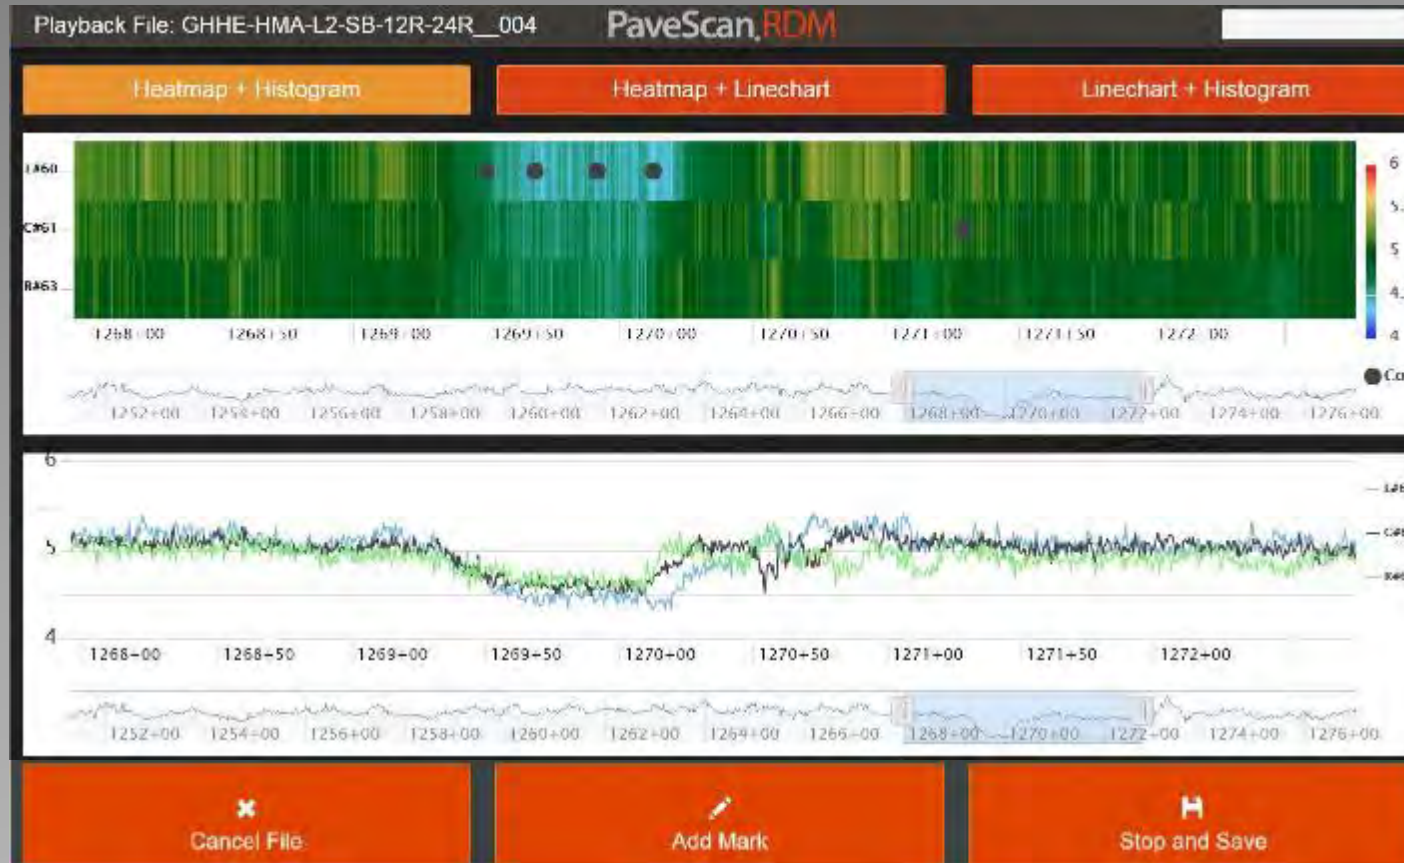 Playback File: GHHE-HMA-L2-SB-12R-24R__004
PaveScan RDM
Heatmap + Histogram
Heatmap + Linechart
Linechart + Histogram
L#60
C#61
R#63
6
5.
5
4.
4
1268+00 1268+50 1269+00 1269+50 1270+00 1270+50 1271+00 1271+50 1272+00
Co
1252+00 1254+00 1256+00 1258+00 1260+00 1262+00 1264+00 1266+00 1268+00 1270+00 1272+00 1274+00 1276+00
6
5
4
L#6
C#6
R#6
1268+00 1268+50 1269+00 1269+50 1270+00 1270+50 1271+00 1271+50 1272+00
1252+00 1254+00 1256+00 1258+00 1260+00 1262+00 1264+00 1266+00 1268+00 1270+00 1272+00 1274+00 1276+00
Cancel File
Add Mark
Stop and Save